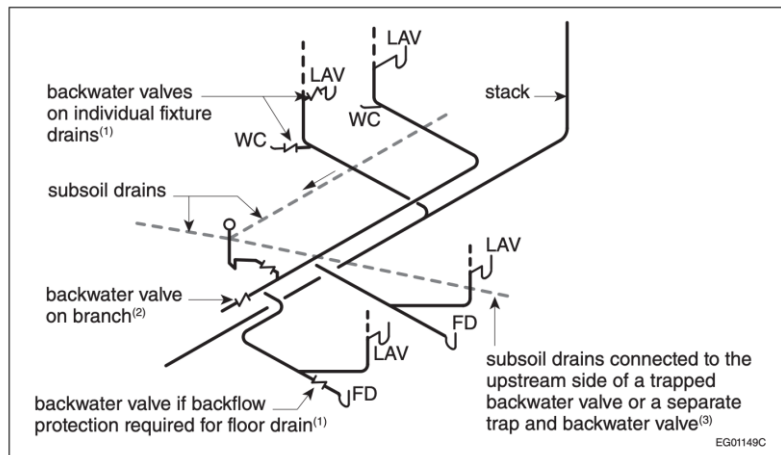 LAV
LAV
backwater valves
on individual fixture
drains(1)
stack
WC
WC
subsoil drains
LAV
backwater valve
on branch(2)
FD
LAV
subsoil drains connected to the
upstream side of a trapped
backwater valve or a separate
trap and backwater valve(3)
FD
backwater valve if backflow
protection required for floor drain(1)
EG01149C